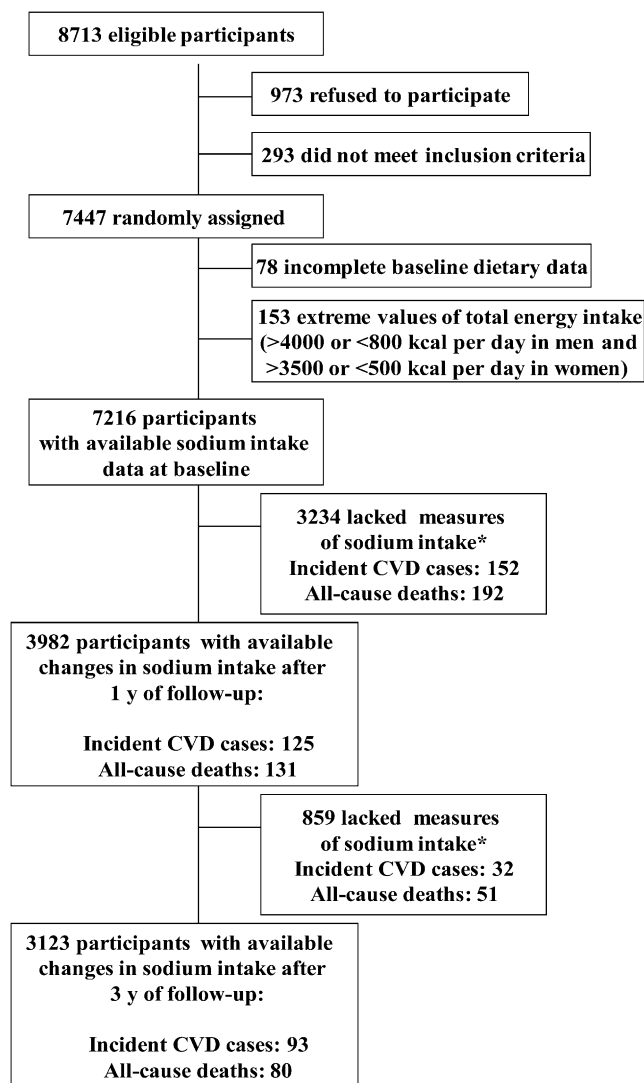 8713 eligible participants
973 refused to participate
293 did not meet inclusion criteria
7447 randomly assigned
78 incomplete baseline dietary data
153 extreme values of total energy intake
(>4000 or <800 kcal per day in men and
>3500 or <500 kcal per day in women)
7216 participants
with available sodium intake
data at baseline
3234 lacked measures
of sodium intake*
Incident CVD cases: 152
All-cause deaths: 192
3982 participants with available
changes in sodium intake after
1 y of follow-up:
Incident CVD cases: 125
All-cause deaths: 131
859 lacked measures
of sodium intake*
Incident CVD cases: 32
All-cause deaths: 51
3123 participants with available
changes in sodium intake after
3 y of follow-up:
Incident CVD cases: 93
All-cause deaths: 80